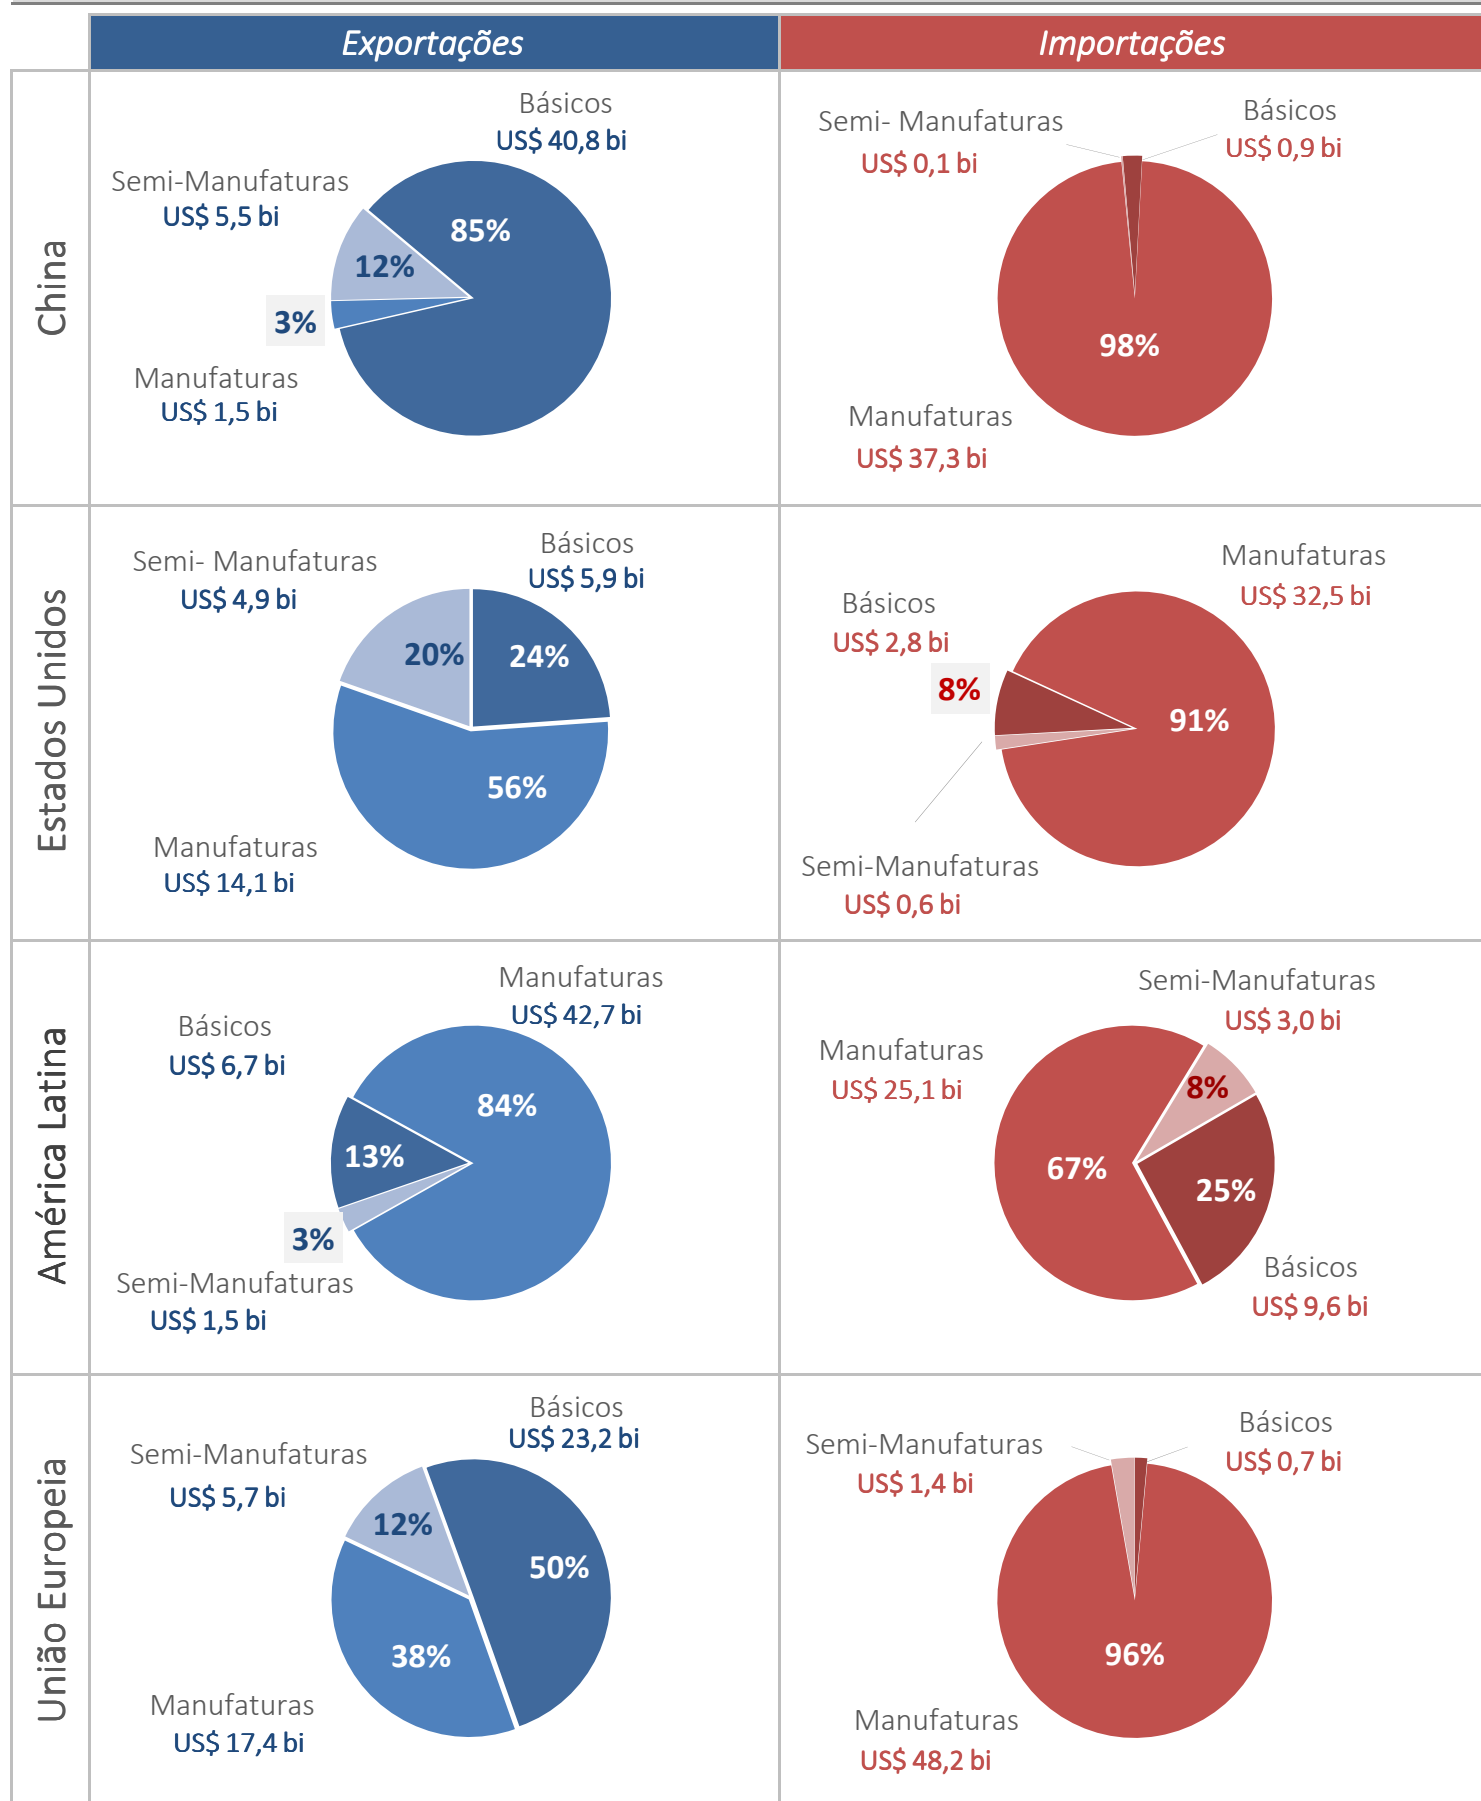 Exportações
Importações
China
Básicos
US$ 40,8 bi
Semi-Manufaturas
US$ 5,5 bi
85%
12%
3%
Manufaturas
US$ 1,5 bi
Semi- Manufaturas
US$ 0,1 bi
Básicos
US$ 0,9 bi
98%
Manufaturas
US$ 37,3 bi
Estados Unidos
Semi- Manufaturas
US$ 4,9 bi
Básicos
US$ 5,9 bi
20%
24%
56%
Manufaturas
US$ 14,1 bi
Manufaturas
US$ 32,5 bi
Básicos
US$ 2,8 bi
8%
91%
Semi-Manufaturas
US$ 0,6 bi
América Latina
Manufaturas
US$ 42,7 bi
Básicos
US$ 6,7 bi
84%
13%
3%
Semi-Manufaturas
US$ 1,5 bi
Semi-Manufaturas
US$ 3,0 bi
Manufaturas
US$ 25,1 bi
8%
67%
25%
Básicos
US$ 9,6 bi
União Europeia
Básicos
US$ 23,2 bi
Semi-Manufaturas
US$ 5,7 bi
12%
50%
38%
Manufaturas
US$ 17,4 bi
Semi-Manufaturas
US$ 1,4 bi
Básicos
US$ 0,7 bi
96%
Manufaturas
US$ 48,2 bi